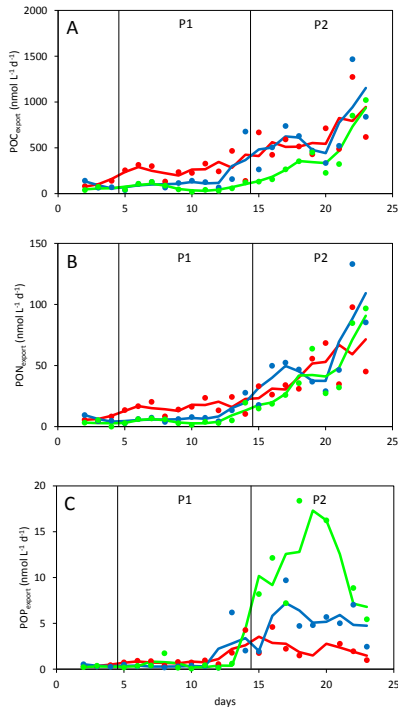 A
P1
P2
2000
1500
1000
500
0
POCexport (nmol L-1 d-1)
0 5 10 15 20 25
B
P1
P2
150
100
50
0
PONexport (nmol L-1 d-1)
0 5 10 15 20 25
C
P1
P2
20
15
10
5
0
POPexport (nmol L-1 d-1)
0 5 10 15 20 25
days